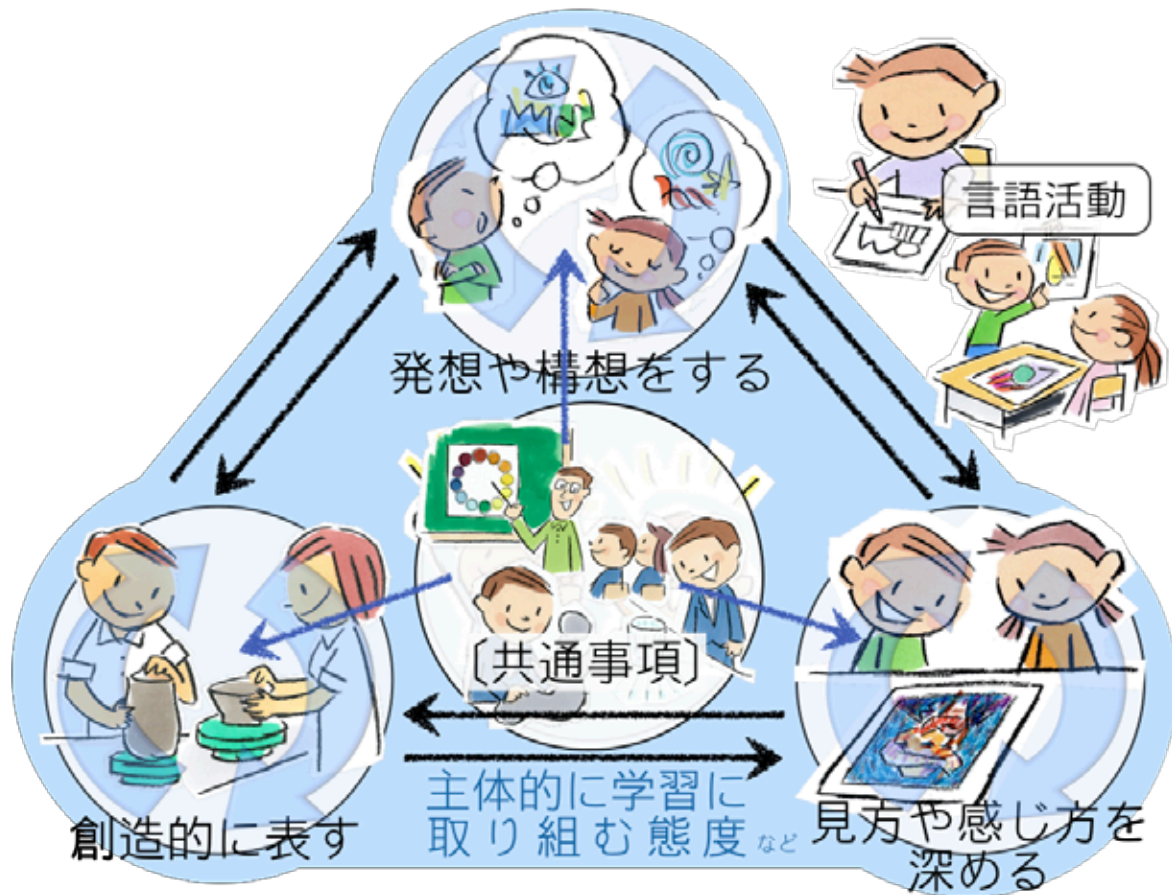 言語活動
発想や構想をする
〔共通事項〕
主体的に学習に
取り組む態度など
創造的に表す
見方や感じ方を
深める